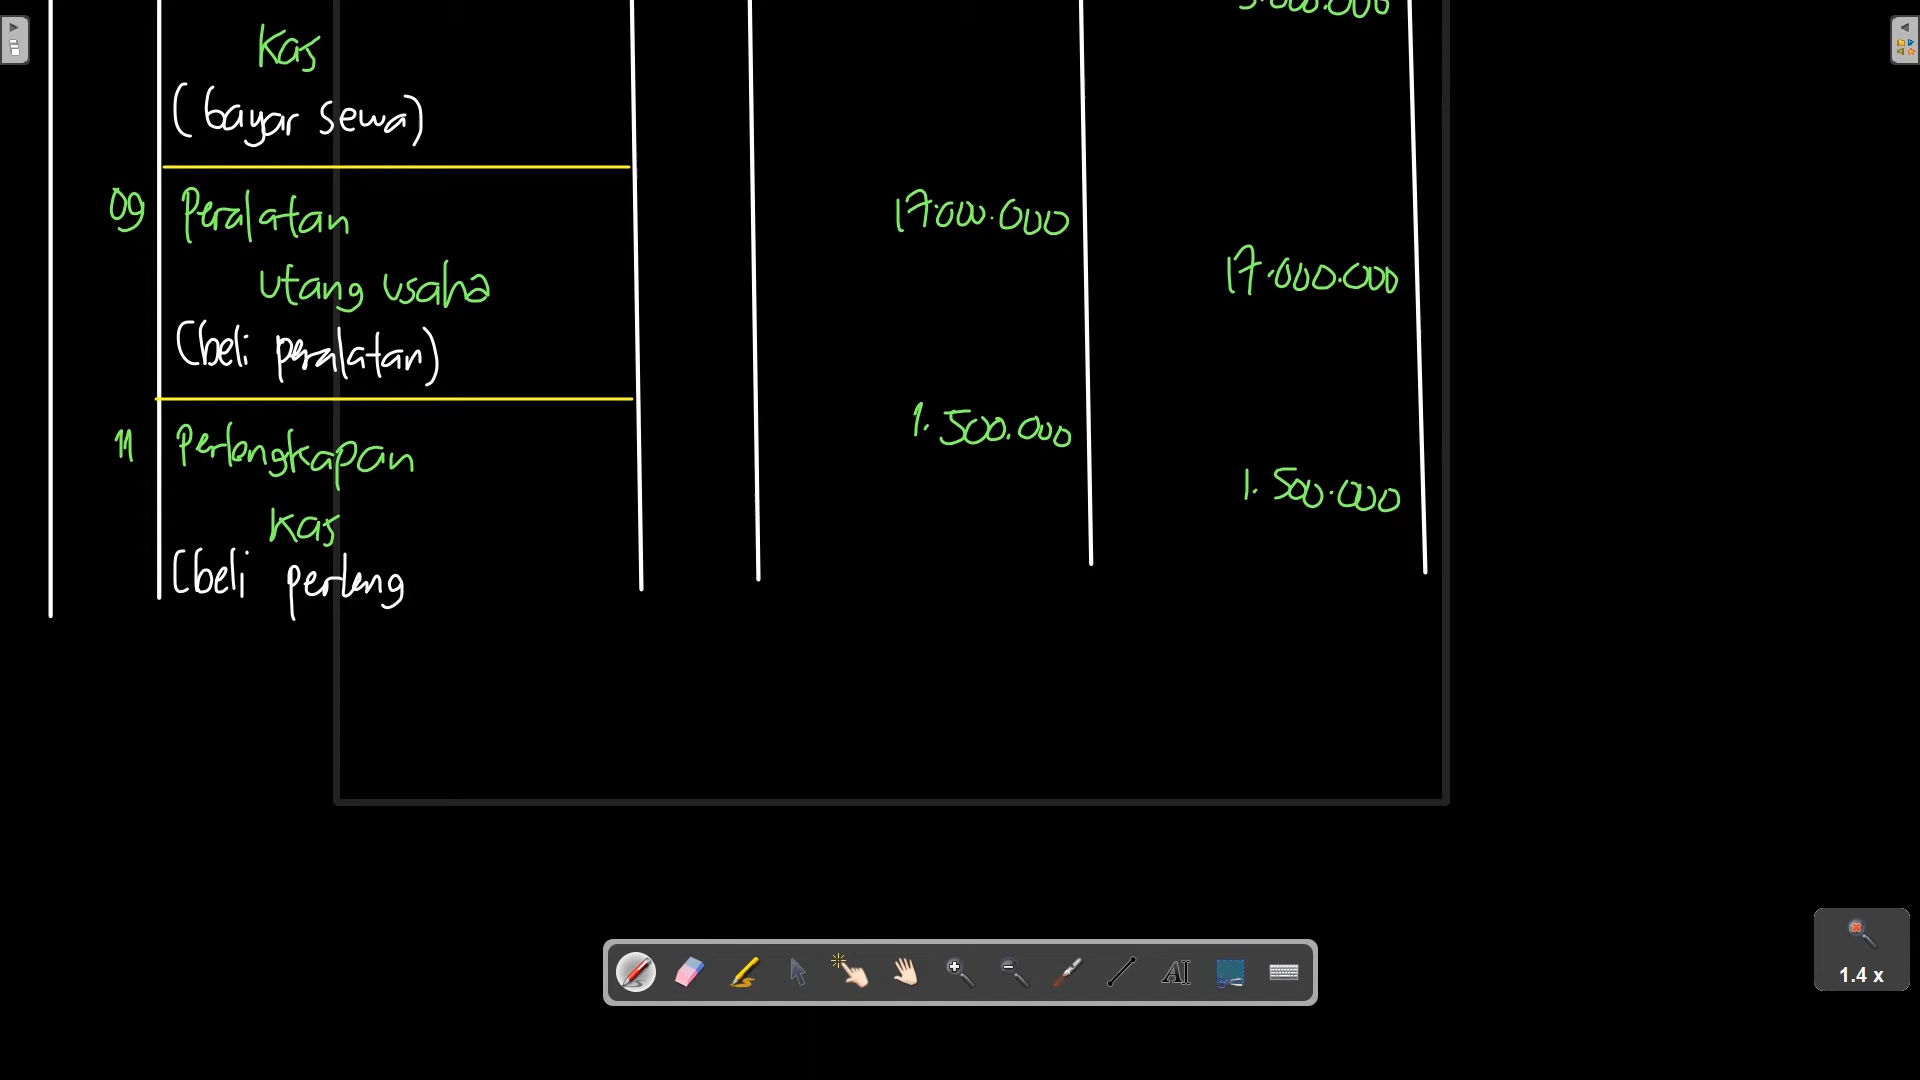 Kas
(bayar sewa)
09 Peralatan 17.000.000
Utang usaha 17.000.000
(beli peralatan)
11 Perlengkapan 1.500.000
Kas 1.500.000
(beli perleng
AI
1.4 x